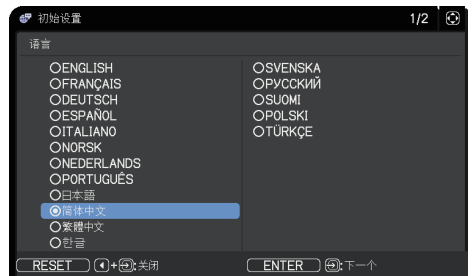 初始设置 1/2
语言
ENGLISH
FRANÇAIS
DEUTSCH
ESPAÑOL
ITALIANO
NORSK
NEDERLANDS
PORTUGUÊS
日本語
简体中文
繁體中文
한글
SVENSKA
РУССКИЙ
SUOMI
POLSKI
TÜRKÇE
RESET +:关闭 ENTER :下一个